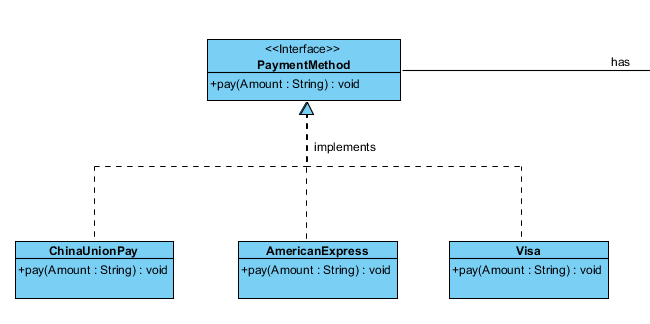 <<Interface>>
PaymentMethod
+pay(Amount : String) : void
has
implements
ChinaUnionPay
+pay(Amount : String) : void
AmericanExpress
+pay(Amount : String) : void
Visa
+pay(Amount : String) : void